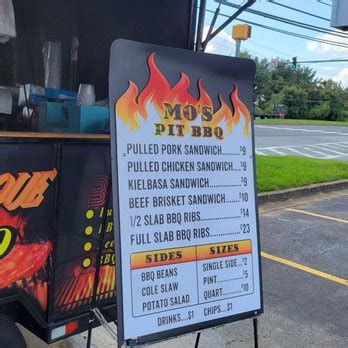 MO'S
PIT BBQ
PULLED PORK SANDWICH.......$9
PULLED CHICKEN SANDWICH....$9
KIELBASA SANDWICH..........$9
BEEF BRISKET SANDWICH......$10
1/2 SLAB BBQ RIBS..........$14
FULL SLAB BBQ RIBS.........$23
SIDES
BBQ BEANS
COLE SLAW
POTATO SALAD
SIZES
SINGLE SIDE..$2
PINT.........$5
QUART........$10
DRINKS...$1 CHIPS....$1
QUE